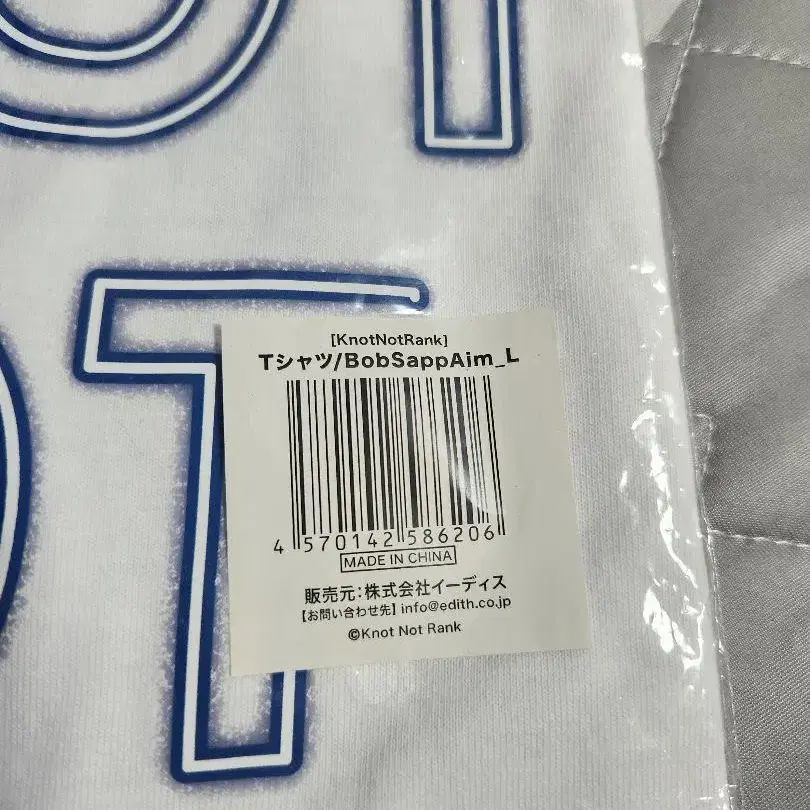 [KnotNotRank]
Tシャツ/BobSappAim_L
4 570142 586206
MADE IN CHINA
販売元:株式会社イーディス
【お問い合わせ先】info@edith.co.jp
©Knot Not Rank
T